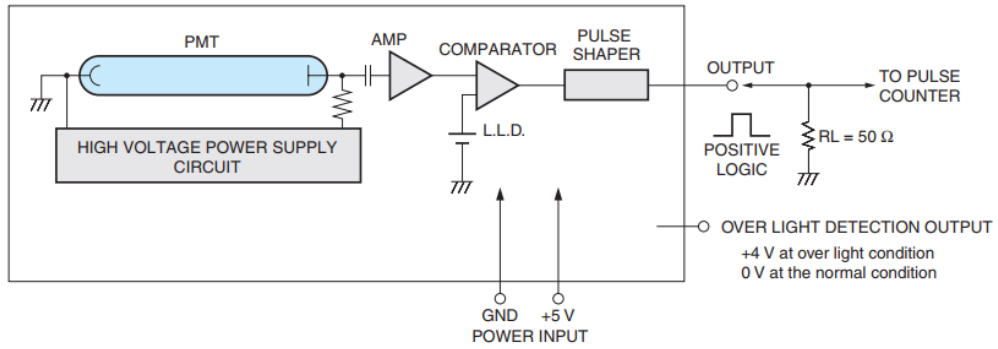 PMT
AMP
COMPARATOR
PULSE
SHAPER
OUTPUT
TO PULSE
COUNTER
L.L.D.
HIGH VOLTAGE POWER SUPPLY
CIRCUIT
POSITIVE
LOGIC
RL = 50 Ω
OVER LIGHT DETECTION OUTPUT
+4 V at over light condition
0 V at the normal condition
GND +5 V
POWER INPUT